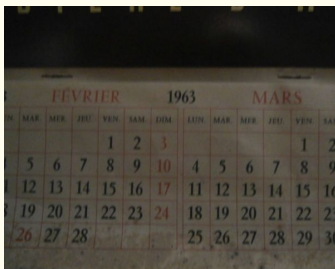 FÉVRIER 1963 MARS
MAR. MER. JEU. VEN. SAM. DIM. LUN. MAR. MER. JEU. VEN.
1 2 3 1 2
5 6 7 8 9 10 4 5 6 7 8 9
12 13 14 15 16 17 11 12 13 14 15 16
19 20 21 22 23 24 18 19 20 21 22
26 27 28 25 26 27 28 29 30